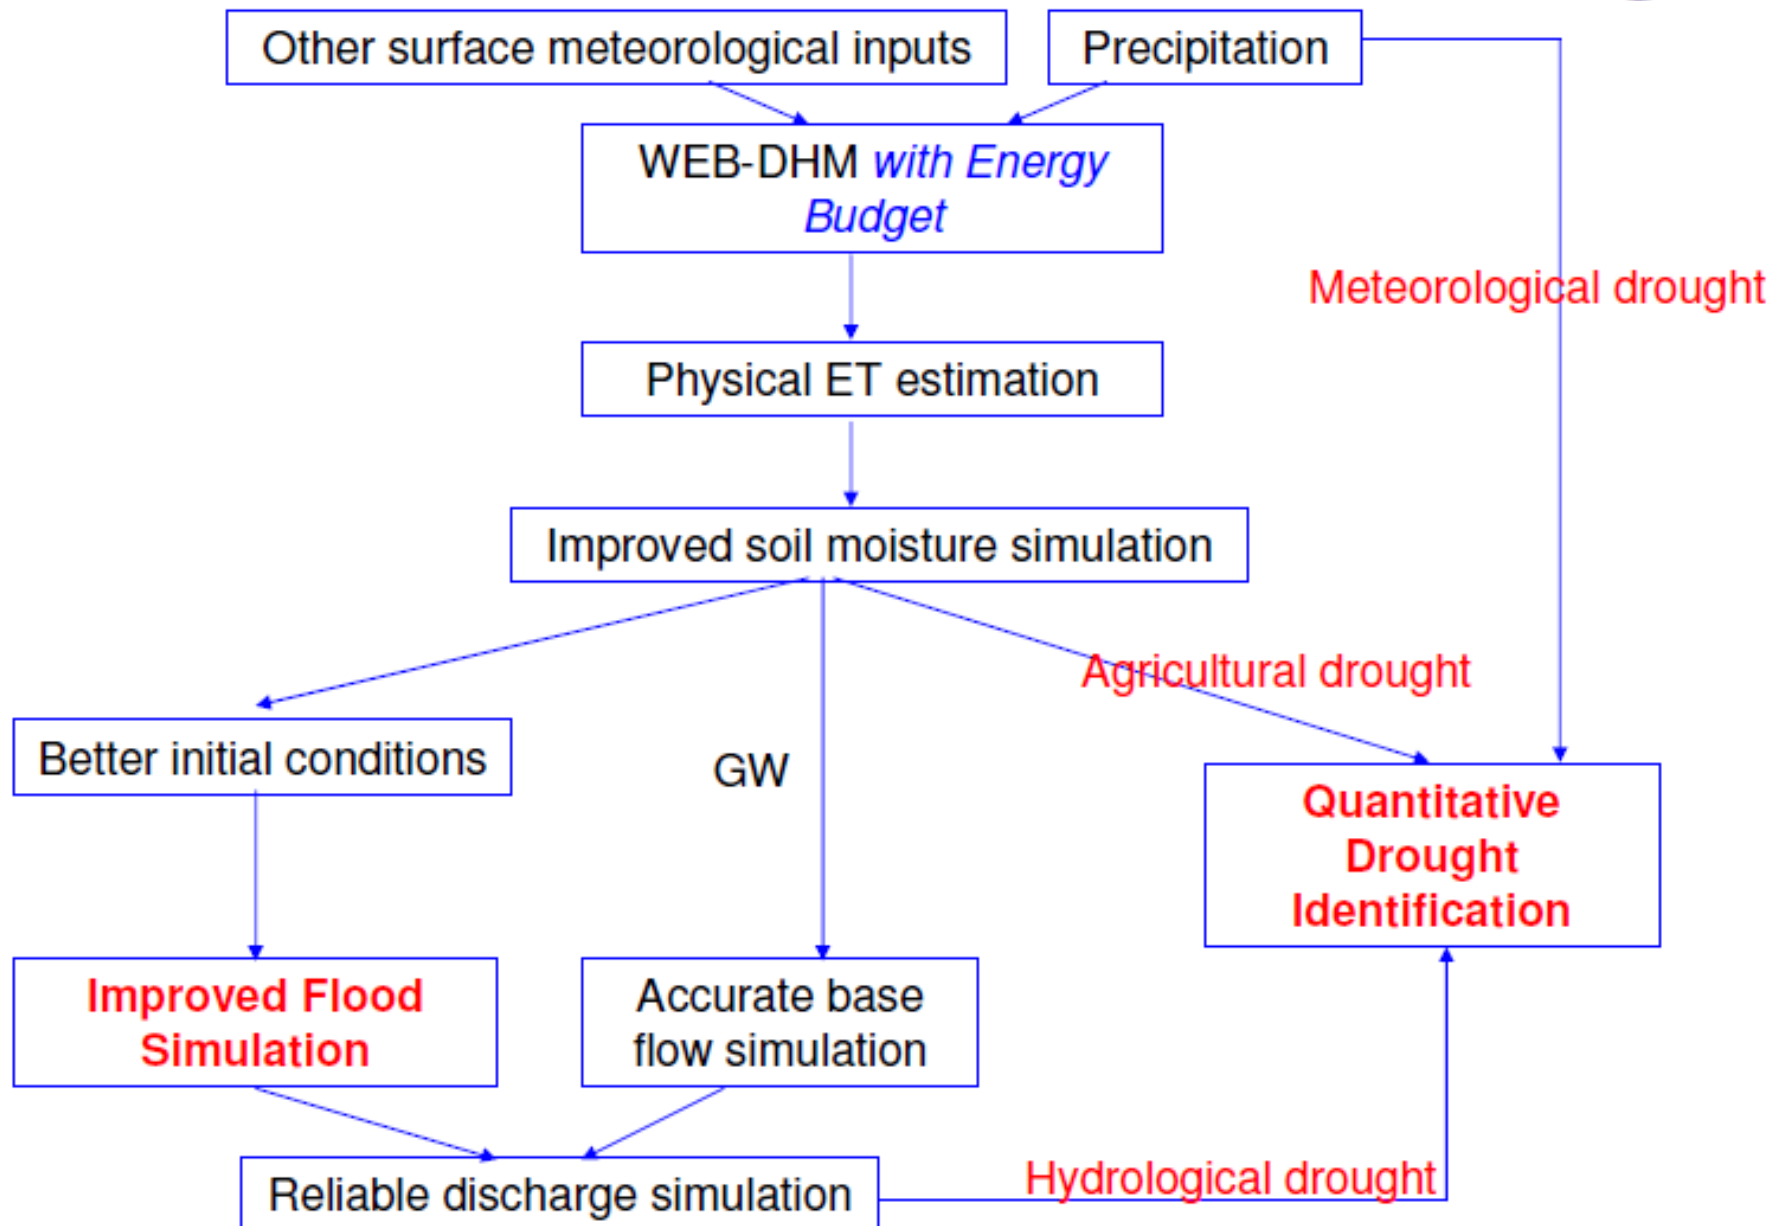 Other surface meteorological inputs
Precipitation
WEB-DHM with Energy
Budget
Meteorological drought
Physical ET estimation
Improved soil moisture simulation
Agricultural drought
Better initial conditions
GW
Quantitative
Drought
Identification
Improved Flood
Simulation
Accurate base
flow simulation
Reliable discharge simulation
Hydrological drought